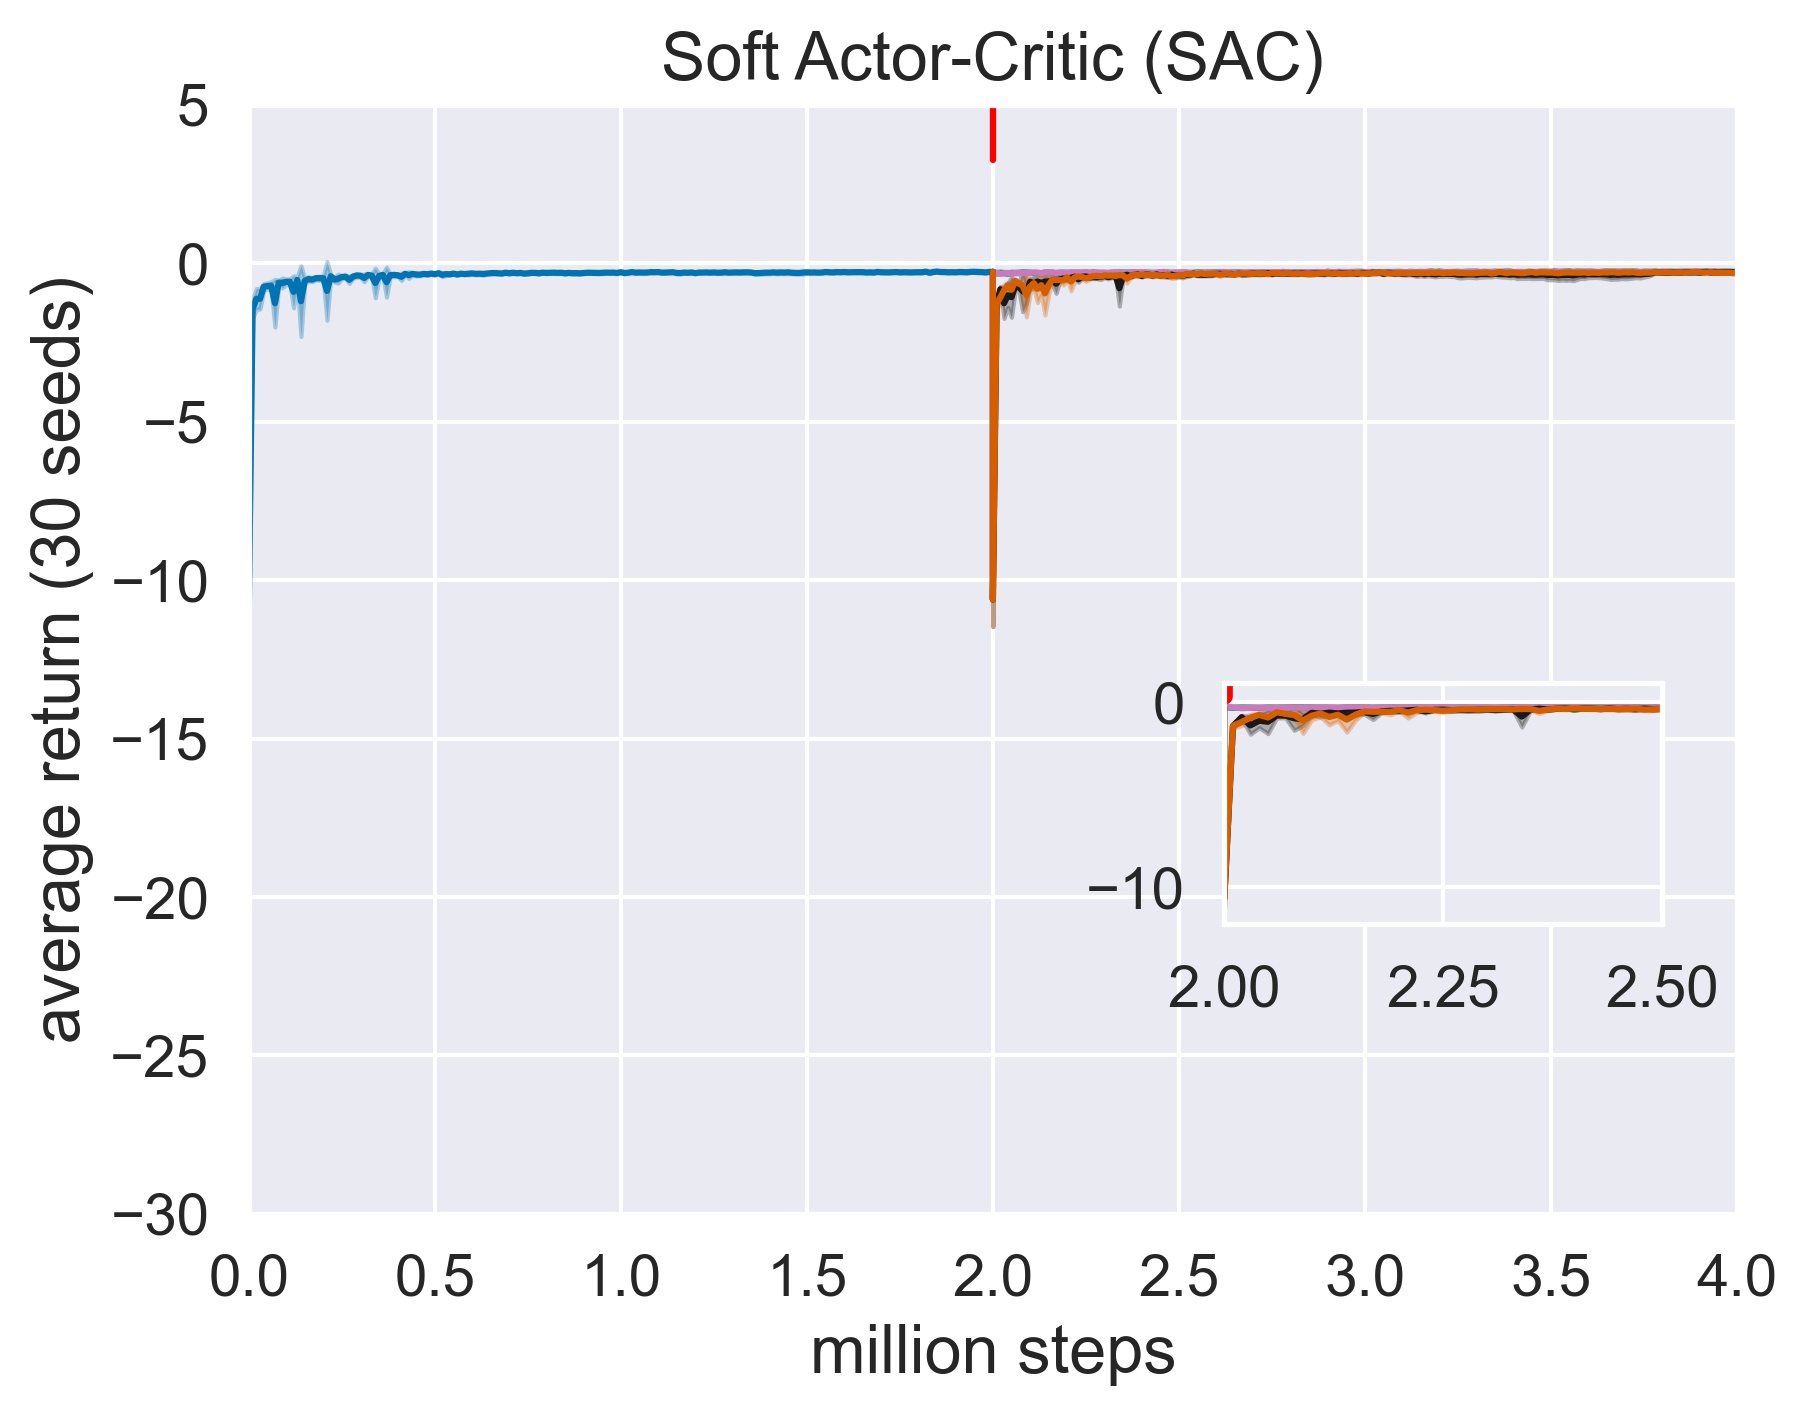 Soft Actor-Critic (SAC)
5
0
−5
−10
−15
−20
−25
−30
average return (30 seeds)
0
−10
2.00 2.25 2.50
0.0 0.5 1.0 1.5 2.0 2.5 3.0 3.5 4.0
million steps